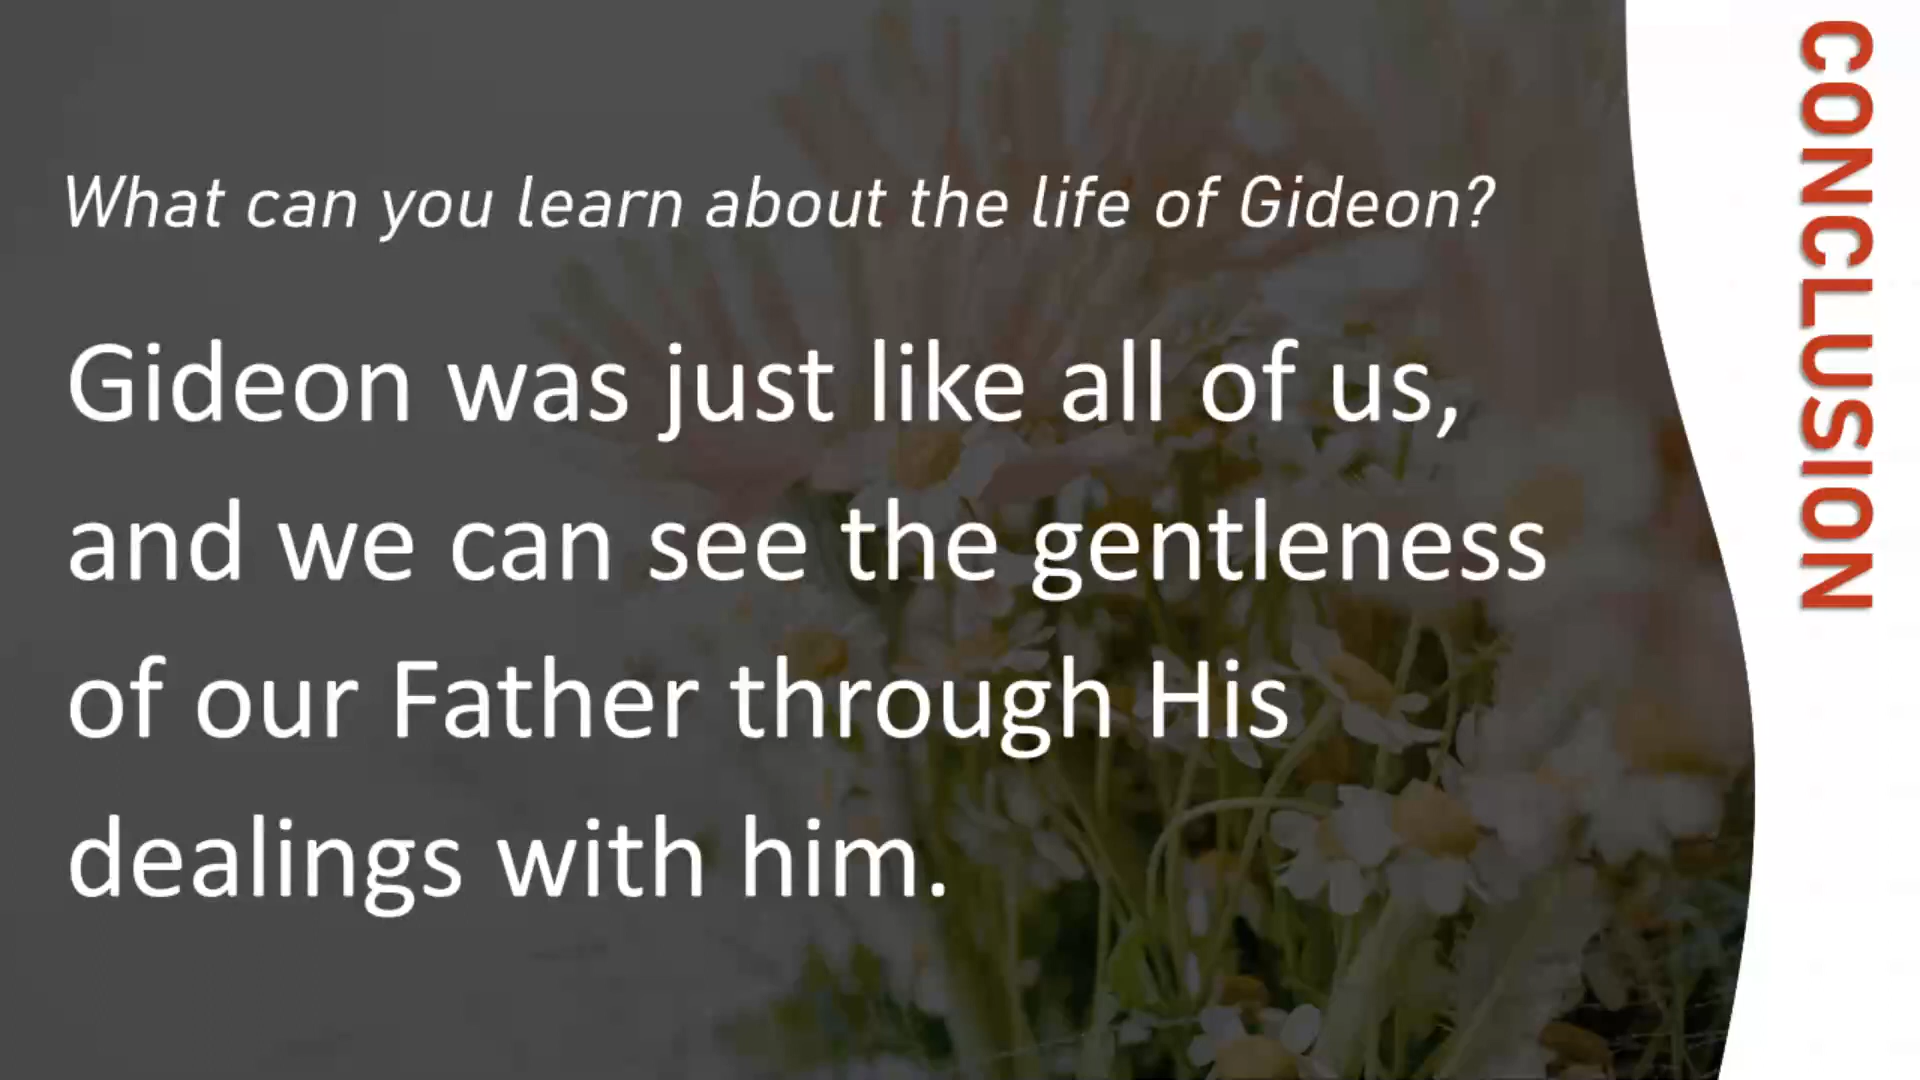 What can you learn about the life of Gideon?
Gideon was just like all of us,
and we can see the gentleness
of our Father through His
dealings with him.
CONCLUSION